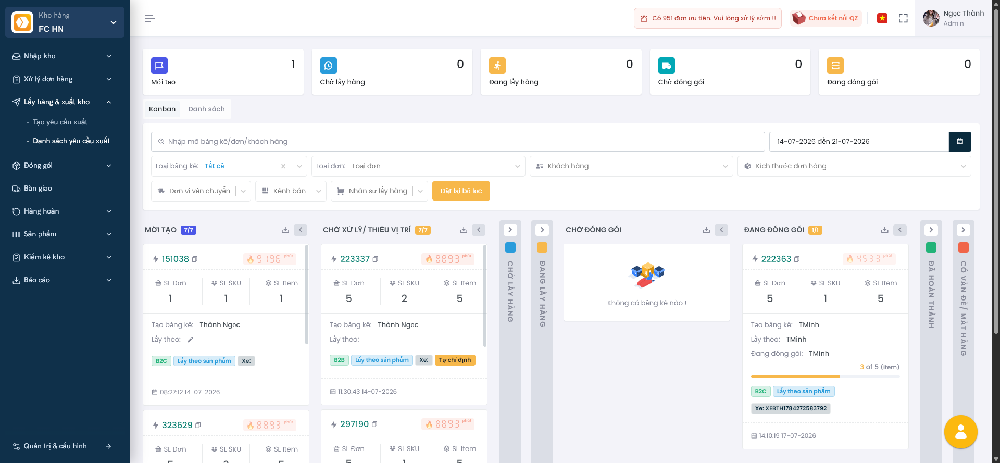 Kho hàng
FC HN
Nhập kho
Xử lý đơn hàng
Lấy hàng & xuất kho
Tạo yêu cầu xuất
Danh sách yêu cầu xuất
Đóng gói
Bàn giao
Hàng hoàn
Sản phẩm
Kiểm kê kho
Báo cáo
Quản trị & cấu hình
Có 951 đơn ưu tiên. Vui lòng xử lý sớm !!
Chưa kết nối QZ
Ngọc Thành
Admin
1
Mới tạo
0
Chờ lấy hàng
0
Đang lấy hàng
0
Chờ đóng gói
0
Đang đóng gói
Kanban
Danh sách
Nhập mã bảng kê/đơn/khách hàng
14-07-2026 đến 21-07-2026
Loại bảng kê: Tất cả
Loại đơn: Loại đơn
Khách hàng
Kích thước đơn hàng
Đơn vị vận chuyển
Kênh bán
Nhân sự lấy hàng
Đặt lại bộ lọc
MỚI TẠO 7/7
151038
9196 phút
SL Đơn SL SKU SL Item
1 1 1
Tạo bảng kê: Thành Ngọc
Lấy theo:
B2C Lấy theo sản phẩm Xe:
08:27:12 14-07-2026
323629
8893 phút
SL Đơn SL SKU SL Item
CHỜ XỬ LÝ/ THIẾU VỊ TRÍ 7/7
223337
8893 phút
SL Đơn SL SKU SL Item
5 2 5
Tạo bảng kê: Thành Ngọc
Lấy theo:
B2B Lấy theo sản phẩm Xe: Tự chỉ định
11:30:43 14-07-2026
297190
8893 phút
SL Đơn SL SKU SL Item
CHỜ LẤY HÀNG
ĐANG LẤY HÀNG
CHỜ ĐÓNG GÓI
Không có bảng kê nào !
ĐANG ĐÓNG GÓI 1/1
222363
4533 phút
SL Đơn SL SKU SL Item
5 1 5
Tạo bảng kê: TMinh
Lấy theo: TMinh
Đang đóng gói: TMinh
3 of 5 (item)
B2C Lấy theo sản phẩm
Xe: XEBTH1784272583792
14:10:19 17-07-2026
ĐÃ HOÀN THÀNH
CÓ VẤN ĐỀ/ MẤT HÀNG